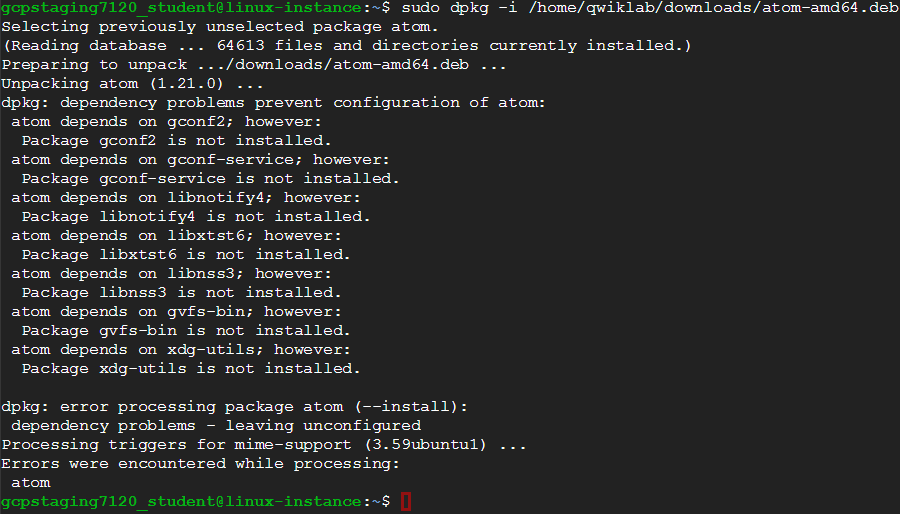 gcpstaging7120_student@linux-instance:~$ sudo dpkg -i /home/qwiklab/downloads/atom-amd64.deb
Selecting previously unselected package atom.
(Reading database ... 64613 files and directories currently installed.)
Preparing to unpack .../downloads/atom-amd64.deb ...
Unpacking atom (1.21.0) ...
dpkg: dependency problems prevent configuration of atom:
 atom depends on gconf2; however:
  Package gconf2 is not installed.
 atom depends on gconf-service; however:
  Package gconf-service is not installed.
 atom depends on libnotify4; however:
  Package libnotify4 is not installed.
 atom depends on libxtst6; however:
  Package libxtst6 is not installed.
 atom depends on libnss3; however:
  Package libnss3 is not installed.
 atom depends on gvfs-bin; however:
  Package gvfs-bin is not installed.
 atom depends on xdg-utils; however:
  Package xdg-utils is not installed.

dpkg: error processing package atom (--install):
 dependency problems - leaving unconfigured
Processing triggers for mime-support (3.59ubuntu1) ...
Errors were encountered while processing:
 atom
gcpstaging7120_student@linux-instance:~$